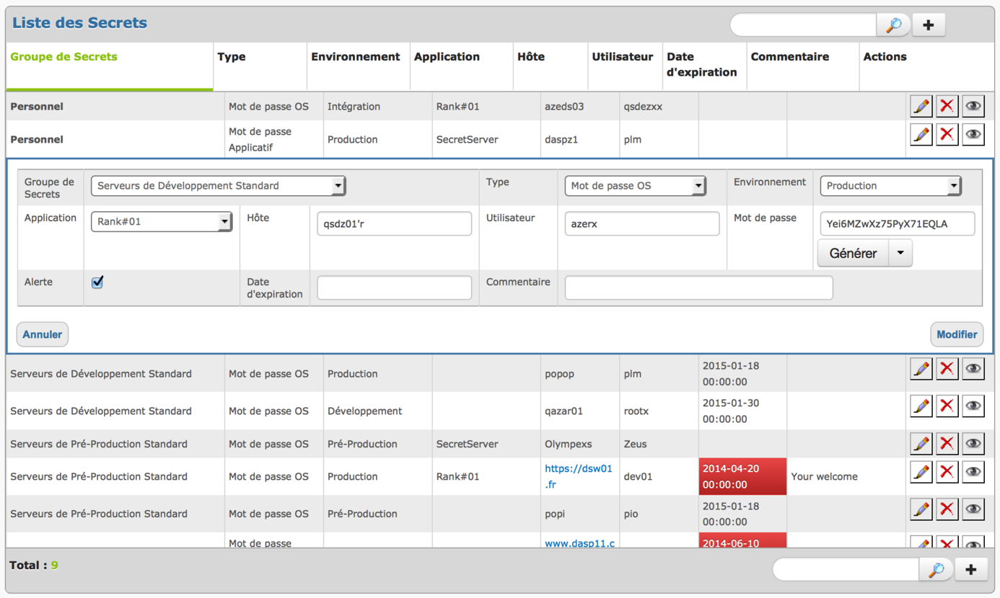 Liste des Secrets
Groupe de Secrets Type Environnement Application Hôte Utilisateur Date d'expiration Commentaire Actions
Personnel Mot de passe OS Intégration Rank#01 azeds03 qsdezxx
Personnel Mot de passe Applicatif Production SecretServer daspz1 plm
Groupe de Secrets Serveurs de Développement Standard Type Mot de passe OS Environnement Production
Application Rank#01 Hôte qsdz01'r Utilisateur azerx Mot de passe Yei6MZwXz75PyX71EQLA
Générer
Alerte Date d'expiration Commentaire
Annuler Modifier
Serveurs de Développement Standard Mot de passe OS Production popop plm 2015-01-18 00:00:00
Serveurs de Développement Standard Mot de passe OS Développement qazar01 rootx 2015-01-30 00:00:00
Serveurs de Pré-Production Standard Mot de passe OS Pré-Production SecretServer Olympexs Zeus
Serveurs de Pré-Production Standard Mot de passe OS Production Rank#01 https://dsw01.fr dev01 2014-04-20 00:00:00 Your welcome
Serveurs de Pré-Production Standard Mot de passe OS Pré-Production popi pio 2015-01-18 00:00:00
Mot de passe www.dasp11.c 2014-06-10
Total : 9